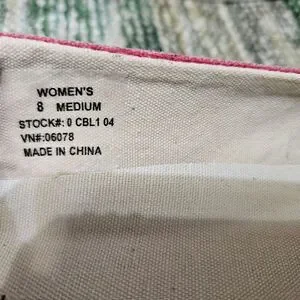 WOMEN'S
8 MEDIUM
STOCK#: 0 CBL1 04
VN#:06078
MADE IN CHINA